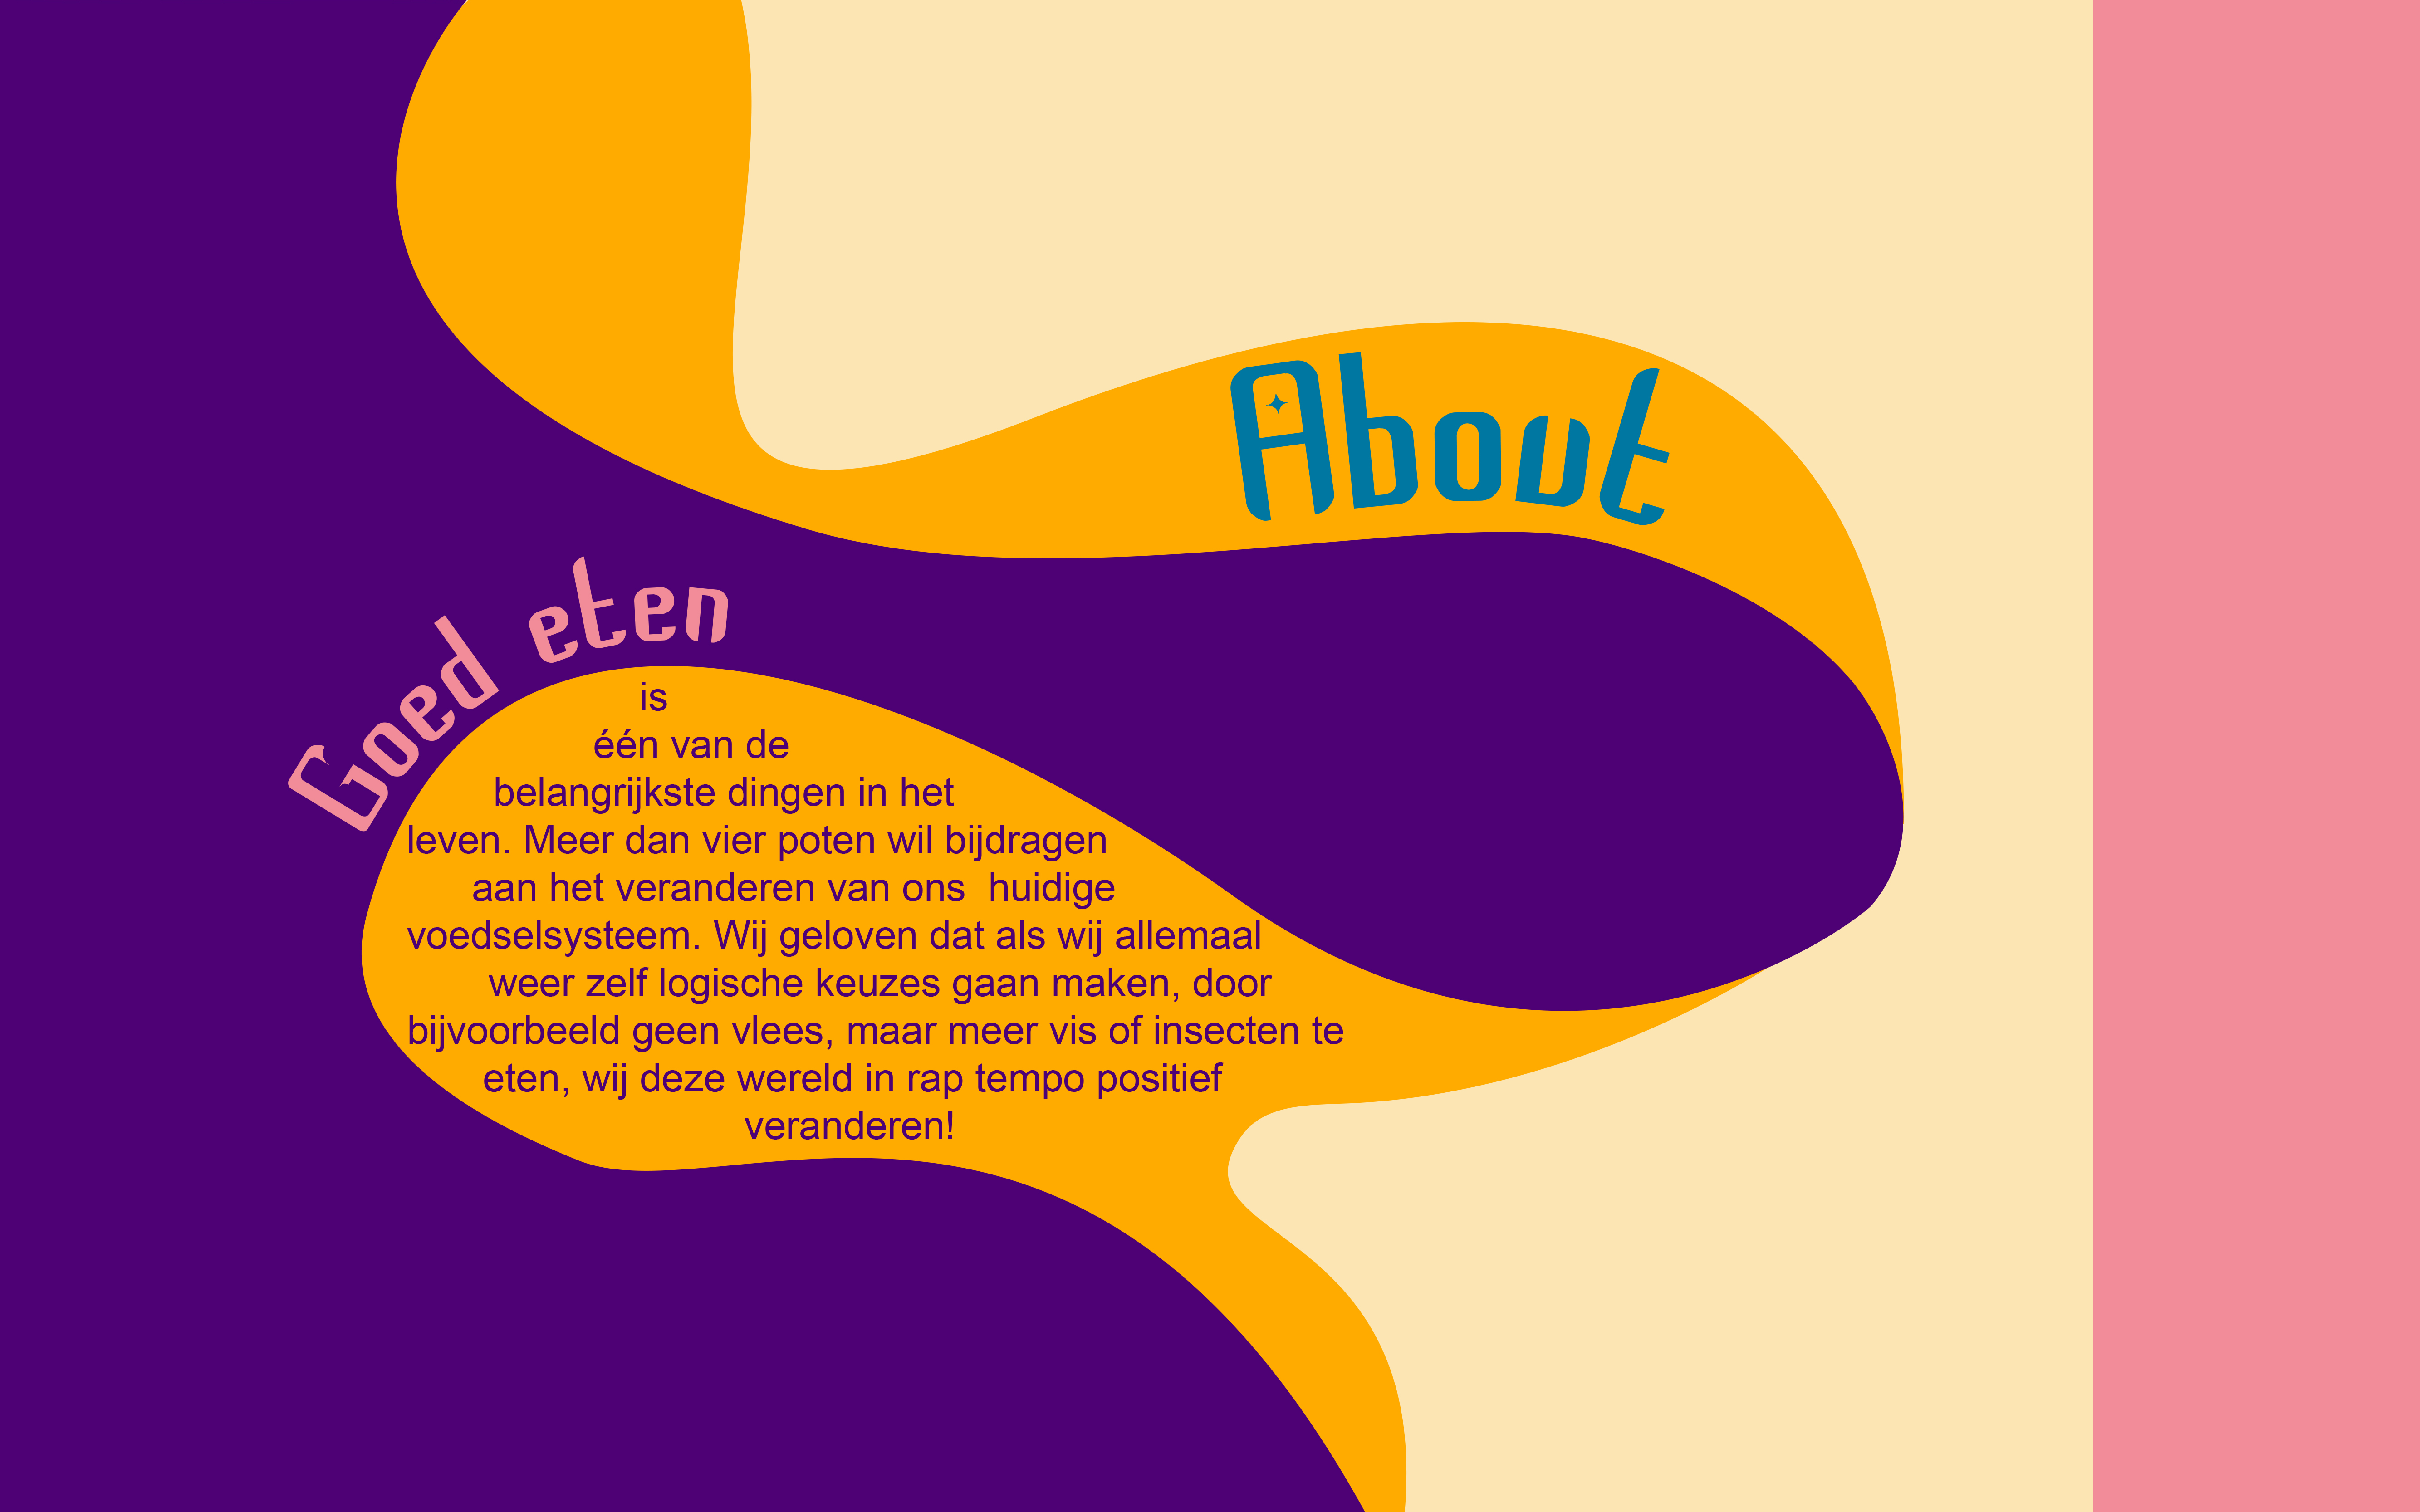 About
Goed eten
is
één van de
belangrijkste dingen in het
leven. Meer dan vier poten wil bijdragen
aan het veranderen van ons  huidige
voedselsysteem. Wij geloven dat als wij allemaal
weer zelf logische keuzes gaan maken, door
bijvoorbeeld geen vlees, maar meer vis of insecten te
eten, wij deze wereld in rap tempo positief
veranderen!